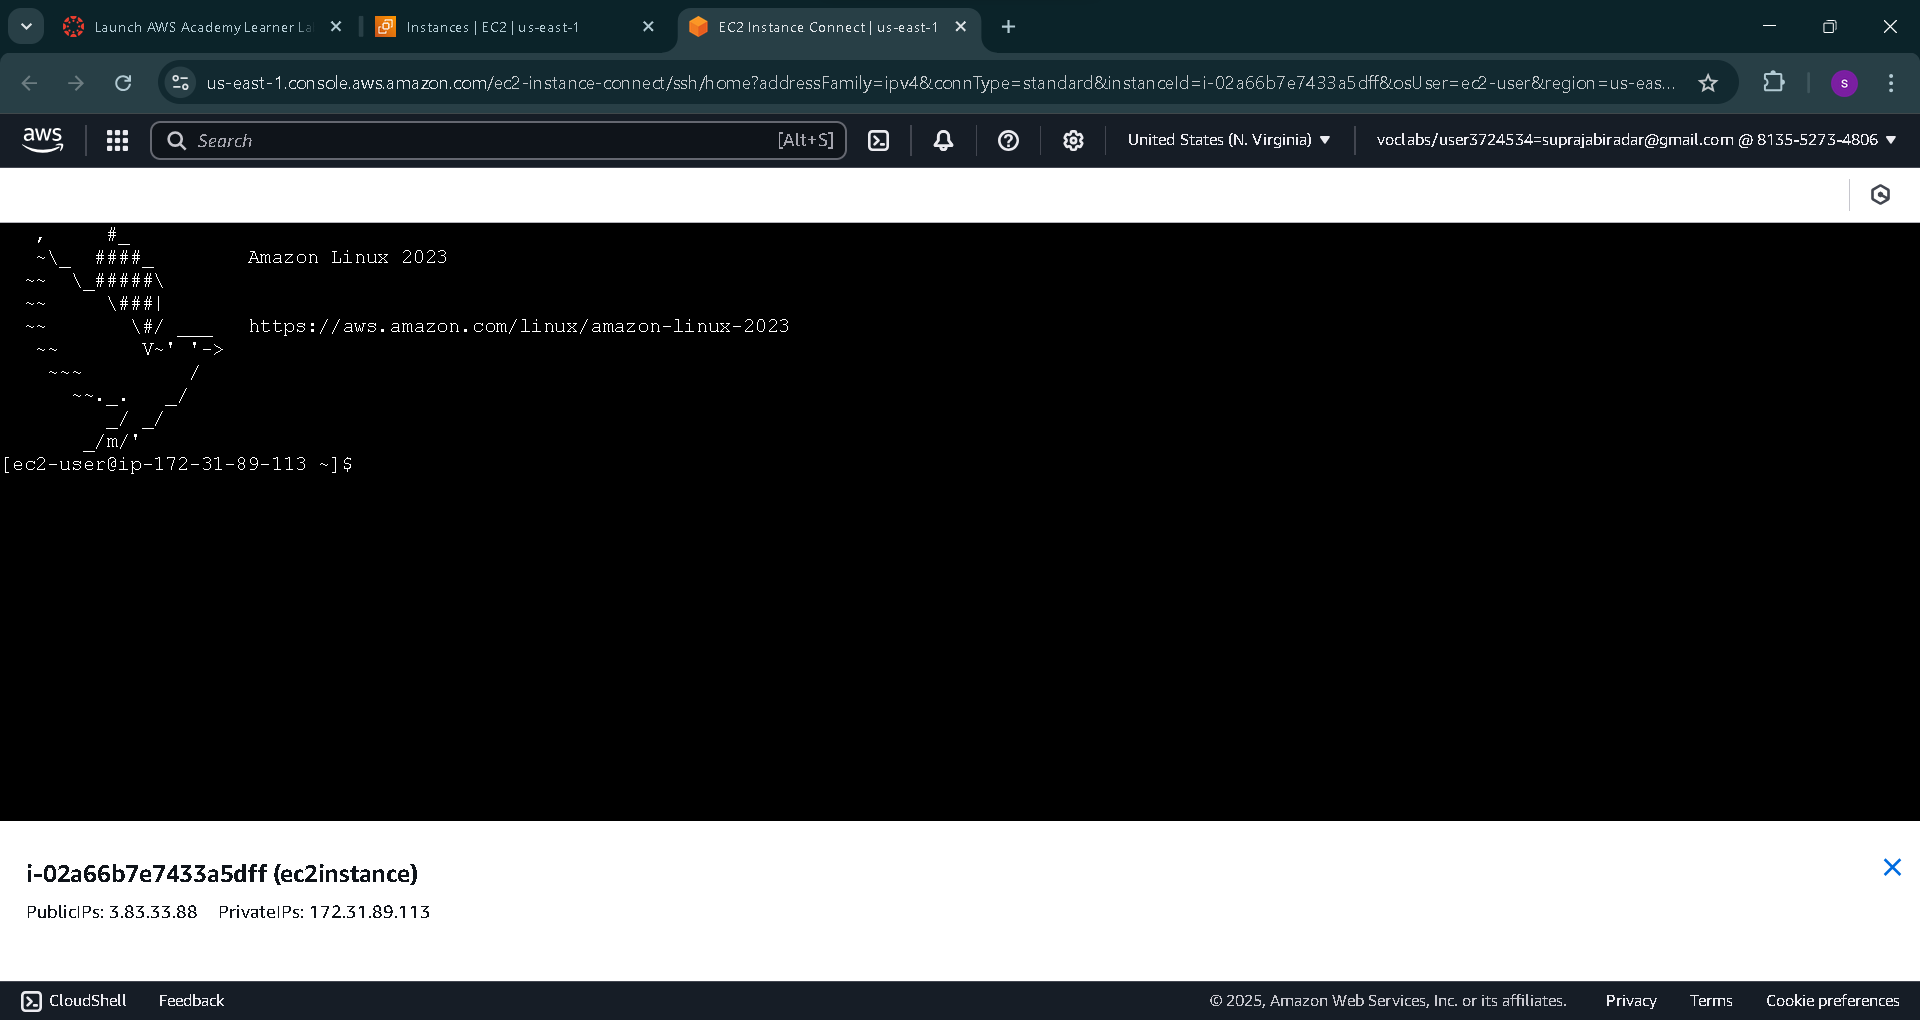 Launch AWS Academy Learner La
Instances | EC2 | us-east-1
EC2 Instance Connect | us-east-1
us-east-1.console.aws.amazon.com/ec2-instance-connect/ssh/home?addressFamily=ipv4&connType=standard&instanceId=i-02a66b7e7433a5dff&osUser=ec2-user&region=us-eas...
s
aws
Search
[Alt+S]
United States (N. Virginia)
voclabs/user3724534=suprajabiradar@gmail.com @ 8135-5273-4806
   ,     #_
   ~\_  ####_        Amazon Linux 2023
  ~~  \_#####\
  ~~     \###|
  ~~       \#/ ___   https://aws.amazon.com/linux/amazon-linux-2023
   ~~       V~' '->
    ~~~         /
      ~~._.   _/
         _/ _/
       _/m/'
[ec2-user@ip-172-31-89-113 ~]$
i-02a66b7e7433a5dff (ec2instance)
PublicIPs: 3.83.33.88 PrivateIPs: 172.31.89.113
CloudShell Feedback
© 2025, Amazon Web Services, Inc. or its affiliates. Privacy Terms Cookie preferences